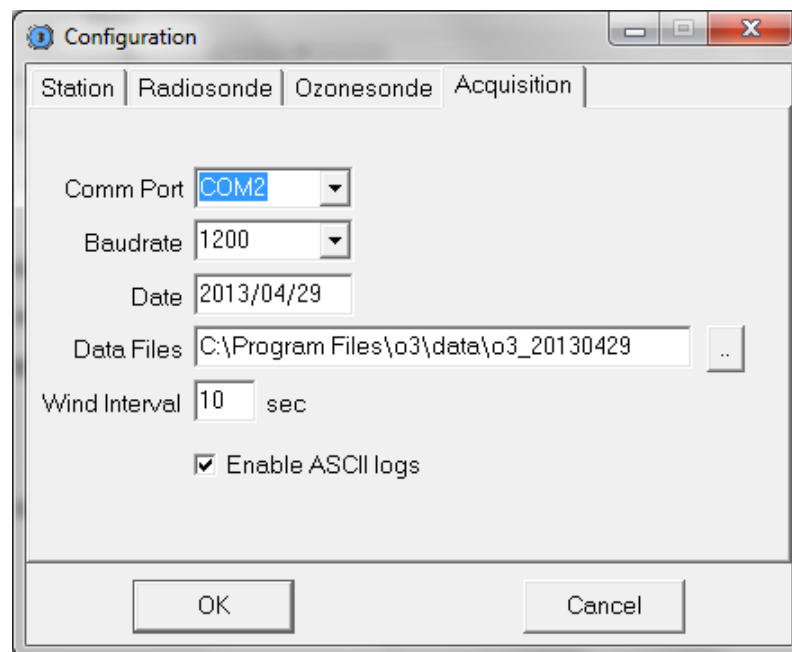 Configuration
Station Radiosonde Ozonesonde Acquisition
Comm Port COM2
Baudrate 1200
Date 2013/04/29
Data Files C:\Program Files\o3\data\o3_20130429 ..
Wind Interval 10 sec
Enable ASCII logs
OK Cancel